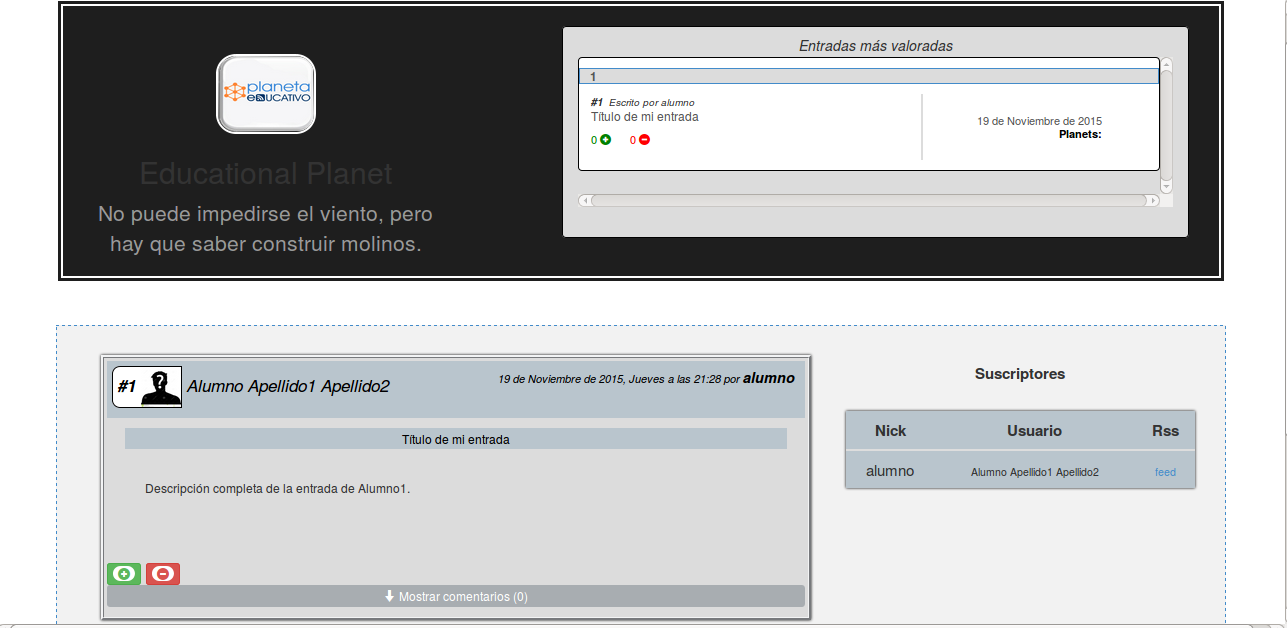 planeta
eDUCATIVO
Educational Planet
No puede impedirse el viento, pero
hay que saber construir molinos.
Entradas más valoradas
1
#1 Escrito por alumno
Título de mi entrada
0 0
19 de Noviembre de 2015
Planets:
#1 Alumno Apellido1 Apellido2
19 de Noviembre de 2015, Jueves a las 21:28 por alumno
Título de mi entrada
Descripción completa de la entrada de Alumno1.
Mostrar comentarios (0)
Suscriptores
Nick Usuario Rss
alumno Alumno Apellido1 Apellido2 feed